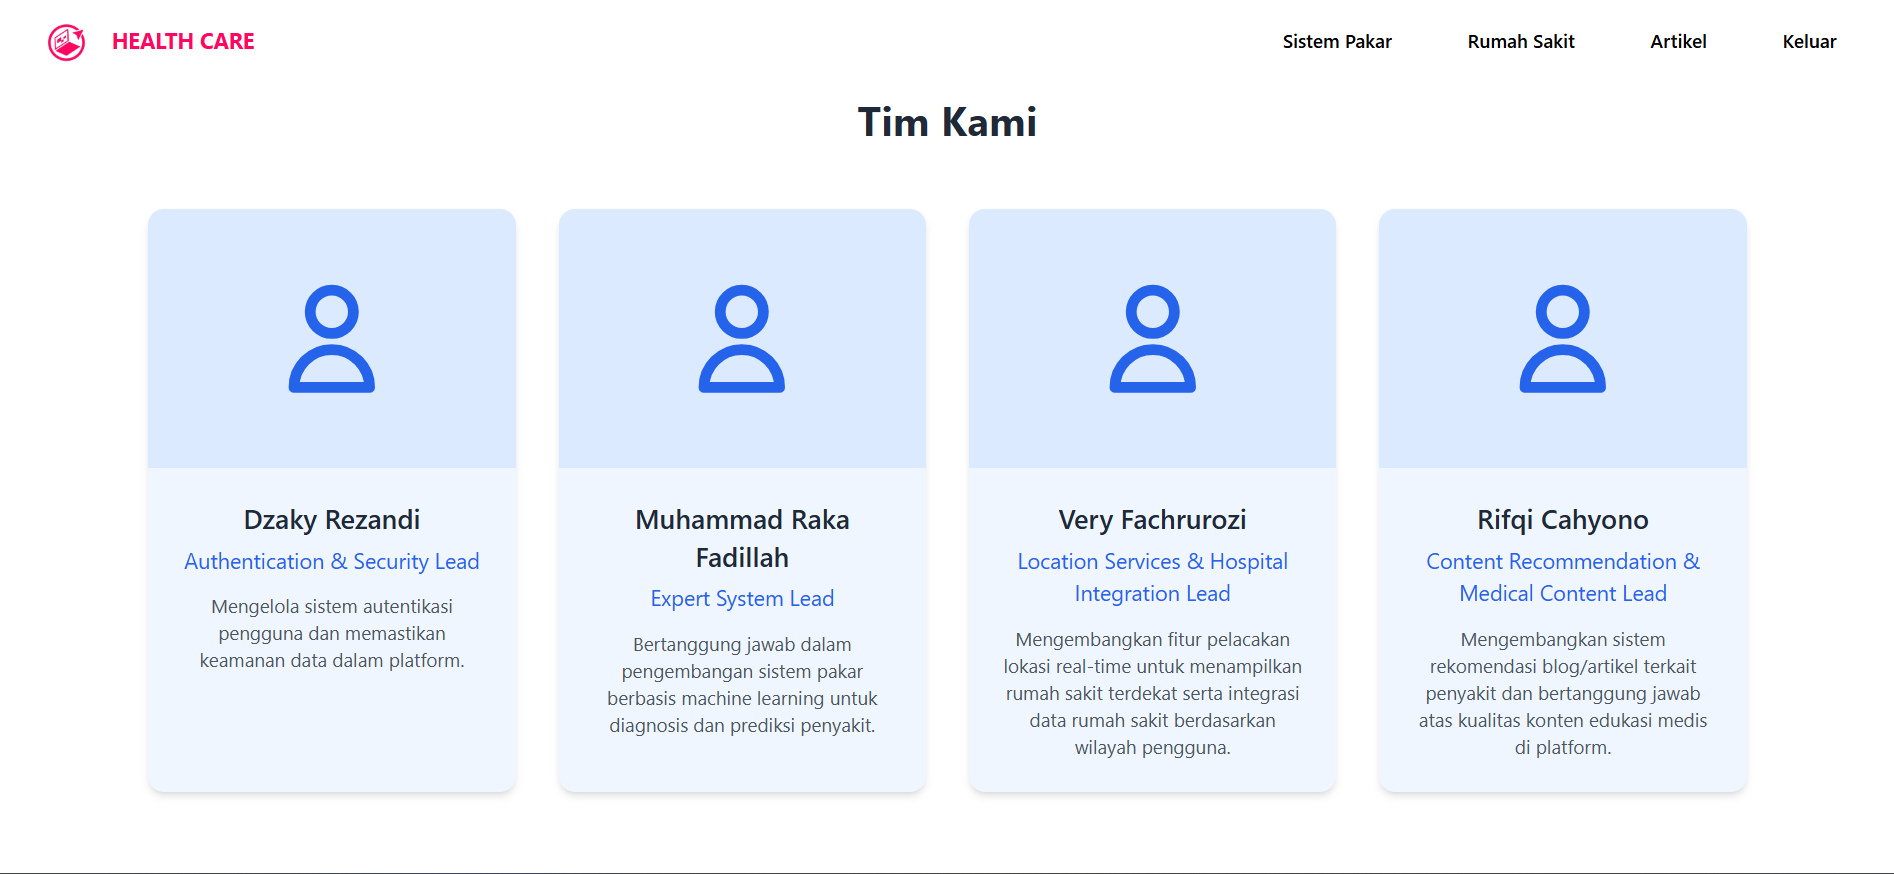 HEALTH CARE
Sistem Pakar
Rumah Sakit
Artikel
Keluar
Tim Kami
Dzaky Rezandi
Authentication & Security Lead
Mengelola sistem autentikasi
pengguna dan memastikan
keamanan data dalam platform.
Muhammad Raka
Fadillah
Expert System Lead
Bertanggung jawab dalam
pengembangan sistem pakar
berbasis machine learning untuk
diagnosis dan prediksi penyakit.
Very Fachrurozi
Location Services & Hospital
Integration Lead
Mengembangkan fitur pelacakan
lokasi real-time untuk menampilkan
rumah sakit terdekat serta integrasi
data rumah sakit berdasarkan
wilayah pengguna.
Rifqi Cahyono
Content Recommendation &
Medical Content Lead
Mengembangkan sistem
rekomendasi blog/artikel terkait
penyakit dan bertanggung jawab
atas kualitas konten edukasi medis
di platform.